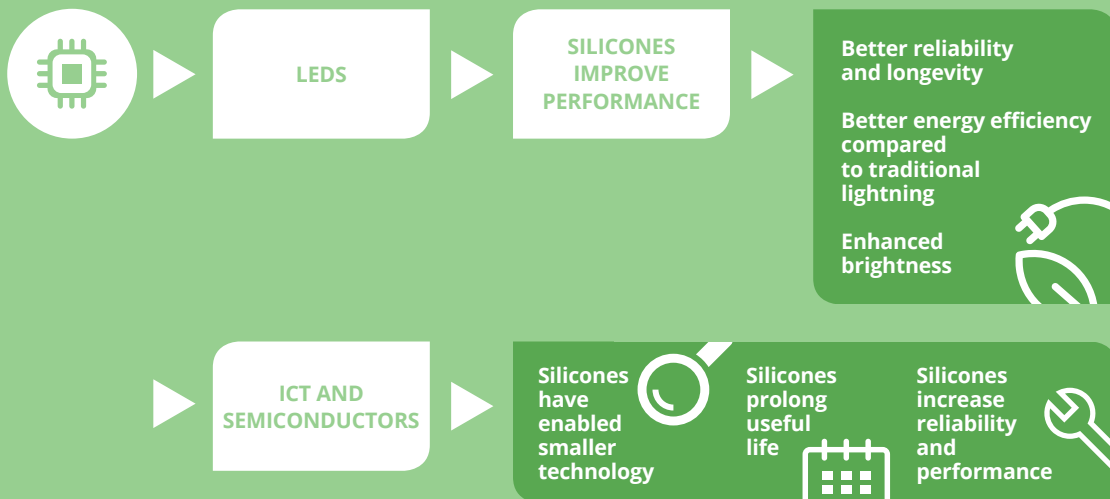 LEDS
SILICONES
IMPROVE
PERFORMANCE
Better reliability
and longevity
Better energy efficiency
compared
to traditional
lightning
Enhanced
brightness
ICT AND
SEMICONDUCTORS
Silicones
have
enabled
smaller
technology
Silicones
prolong
useful
life
Silicones
increase
reliability
and
performance